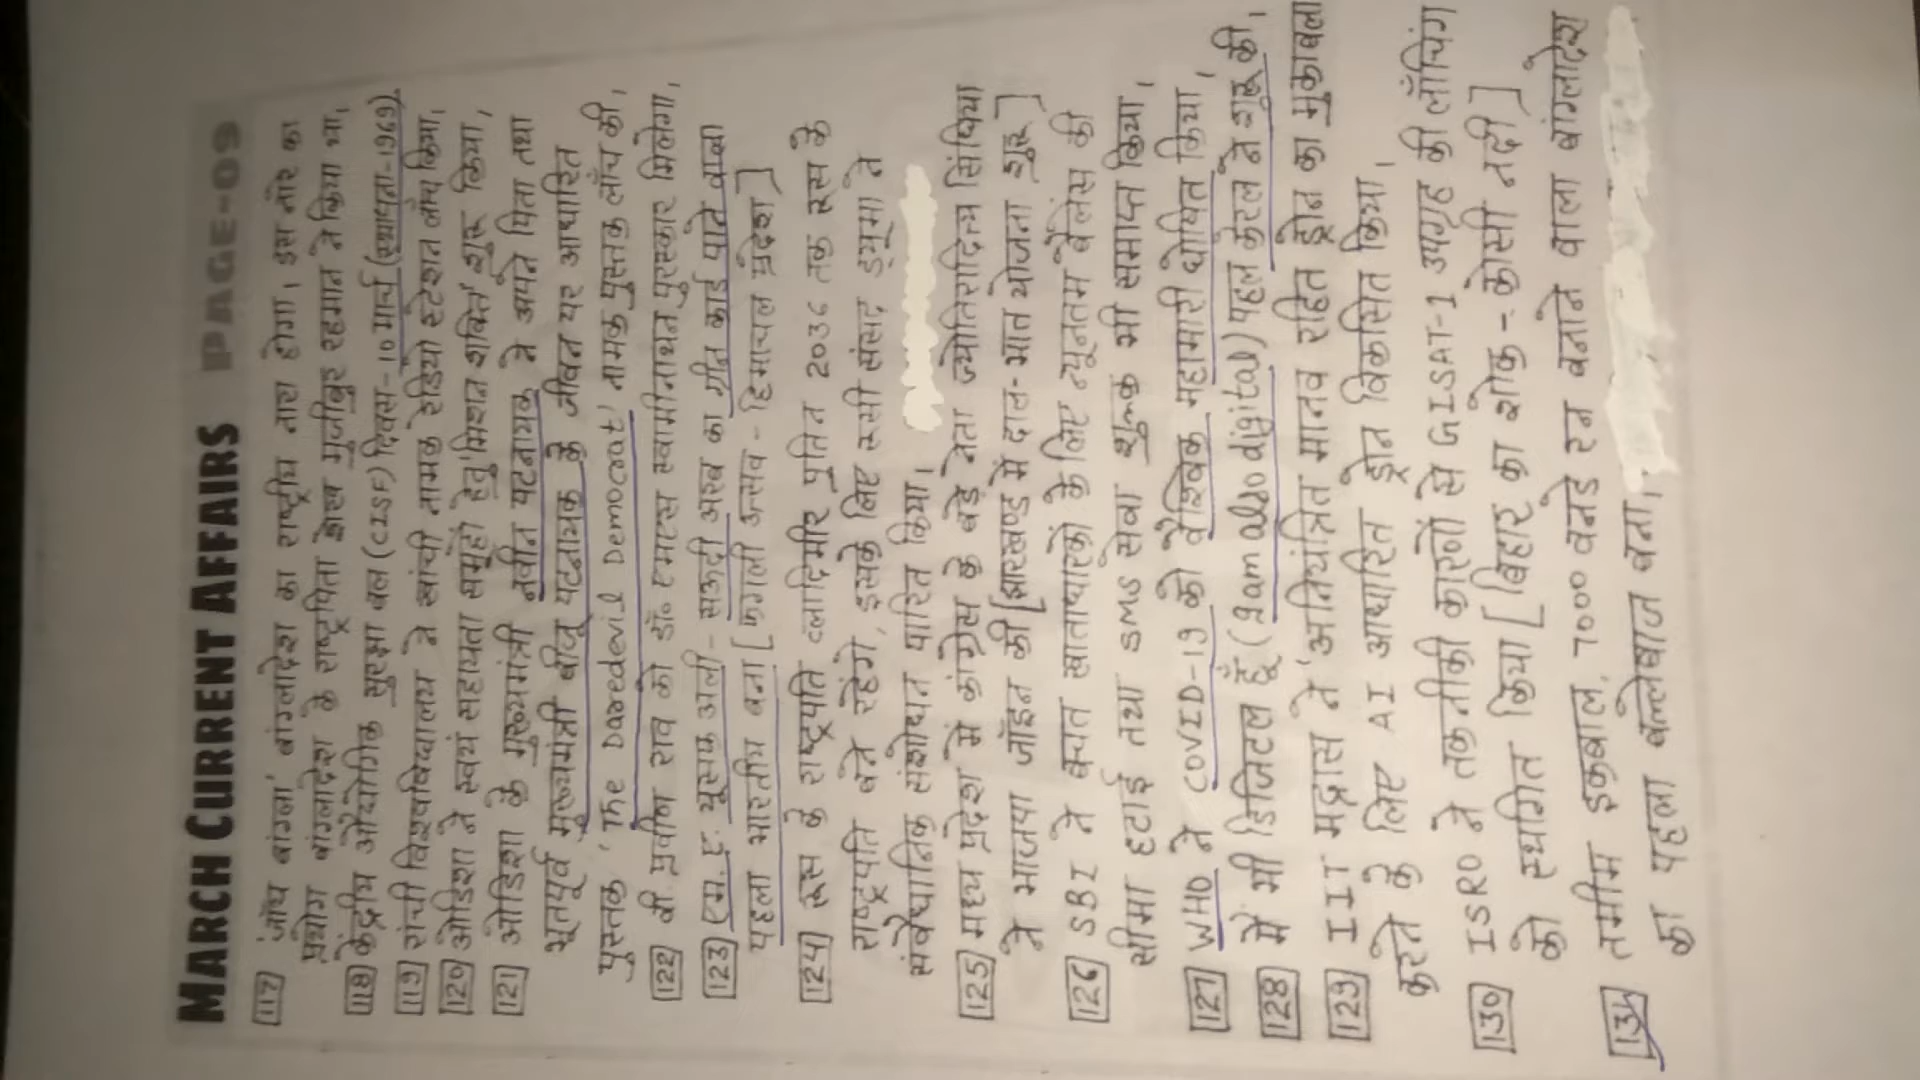 MARCH CURRENT AFFAIRS PAGE-09
117 'जॉय बांग्ला' बांग्लादेश का राष्ट्रीय नारा होगा। इस नारे का
प्रयोग बांग्लादेश के राष्ट्रपिता शेख मुजीबुर रहमान ने किया था।
118 केंद्रीय औद्योगिक सुरक्षा बल (CISF) दिवस - 10 मार्च (स्थापना-1969)
119 रांची विश्वविद्यालय ने खांची नामक रेडियो स्टेशन लाँच किया।
120 ओडिशा ने स्वयं सहायता समूहों हेतु 'मिशन शक्ति' शुरू किया।
121 ओडिशा के मुख्यमंत्री नवीन पटनायक ने अपने पिता तथा
भूतपूर्व मुख्यमंत्री बीजू पटनायक के जीवन पर आधारित
पुस्तक 'The Daredevil Democrat' नामक पुस्तक लाँच की।
122 वी. प्रवीण राव को डॉ. एमएस स्वामीनाथन पुरस्कार मिलेगा।
123 एम. ए. यूसुफ अली - सऊदी अरब का ग्रीन कार्ड पाने वाला
पहला भारतीय बना [फगली उत्सव - हिमाचल प्रदेश]
124 रूस के राष्ट्रपति व्लादिमीर पुतिन 2036 तक रूस के
राष्ट्रपति बने रहेंगे, इसके लिए रूसी संसद ड्यूमा ने
संवैधानिक संशोधन पारित किया।
125 मध्य प्रदेश में कांग्रेस के बड़े नेता ज्योतिरादित्य सिंधिया
ने भाजपा जॉइन की [झारखण्ड में दाल-भात योजना शुरू]
126 SBI ने बचत खाताधारकों के लिए न्यूनतम बैलेंस की
सीमा हटाई तथा SMS सेवा शुल्क भी समाप्त किया।
127 WHO ने COVID-19 को वैश्विक महामारी घोषित किया।
128 मैं भी डिजिटल हूँ (I am also digital) पहल केरल ने शुरू की।
129 IIT मद्रास ने 'अनियंत्रित मानव रहित ड्रोन का मुकाबला
करने के लिए AI आधारित ड्रोन विकसित किया।
130 ISRO ने तकनीकी कारणों से GISAT-1 उपग्रह की लाँचिंग
को स्थगित किया [बिहार का शोक - कोसी नदी]
131 तमीम इकबाल, 7000 वनडे रन बनाने वाला बांग्लादेश
का पहला बल्लेबाज बना।